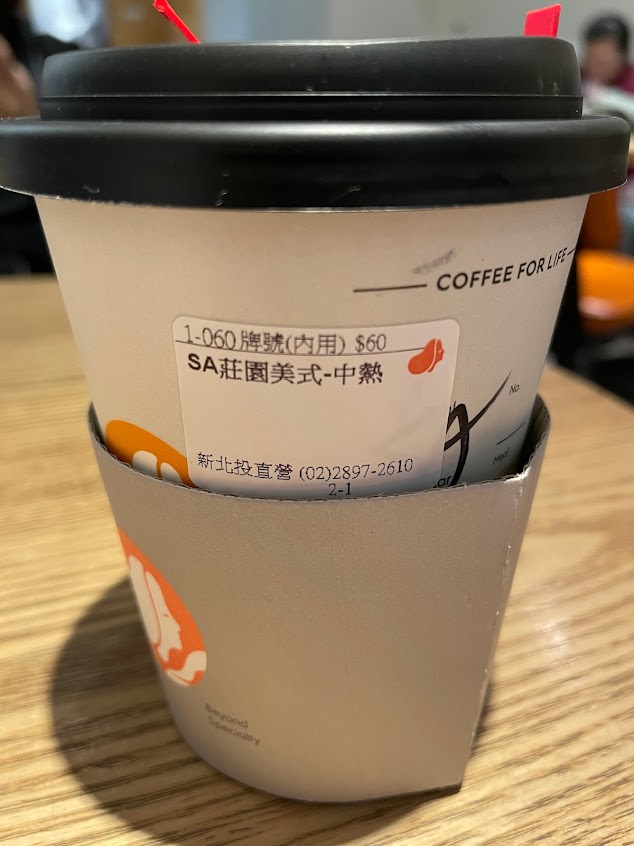 COFFEE FOR LIFE
1-060 牌號(內用) $60
SA莊園美式-中熱
No.
新北投直營 (02)2897-2610
2-1
Beyond
Specialty